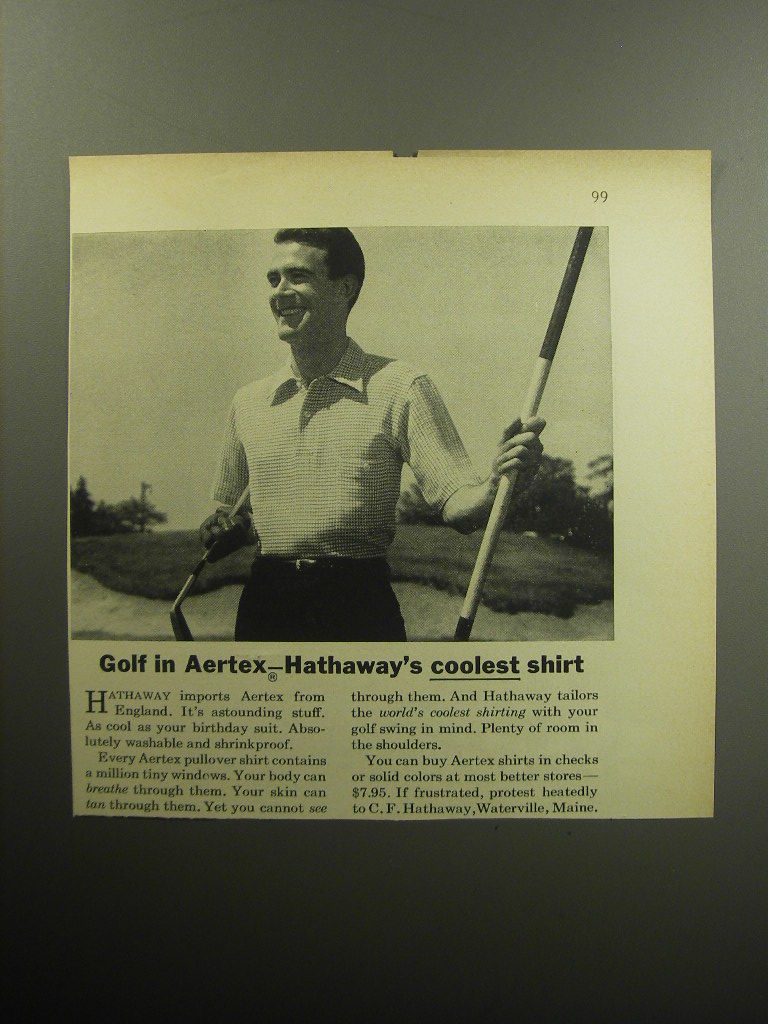 99
Golf in Aertex®—Hathaway's coolest shirt
HATHAWAY imports Aertex from
England. It's astounding stuff.
As cool as your birthday suit. Abso-
lutely washable and shrinkproof.
Every Aertex pullover shirt contains
a million tiny windows. Your body can
breathe through them. Your skin can
tan through them. Yet you cannot see
through them. And Hathaway tailors
the world's coolest shirting with your
golf swing in mind. Plenty of room in
the shoulders.
You can buy Aertex shirts in checks
or solid colors at most better stores—
$7.95. If frustrated, protest heatedly
to C. F. Hathaway, Waterville, Maine.